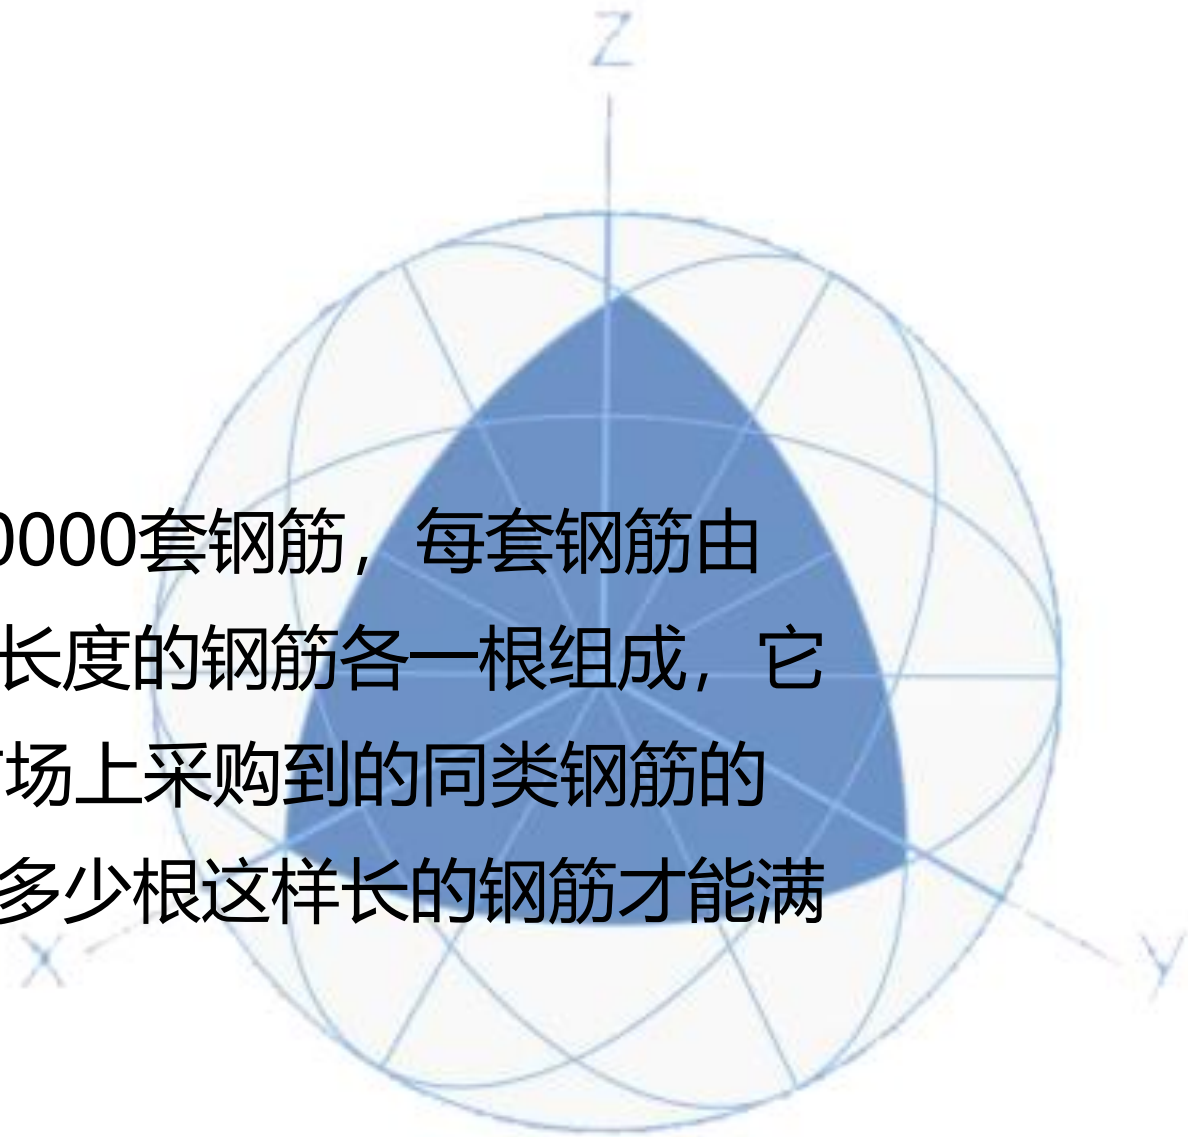 Z
0000套钢筋，每套钢筋由
长度的钢筋各一根组成，它
场上采购到的同类钢筋的
多少根这样长的钢筋才能满
X
y